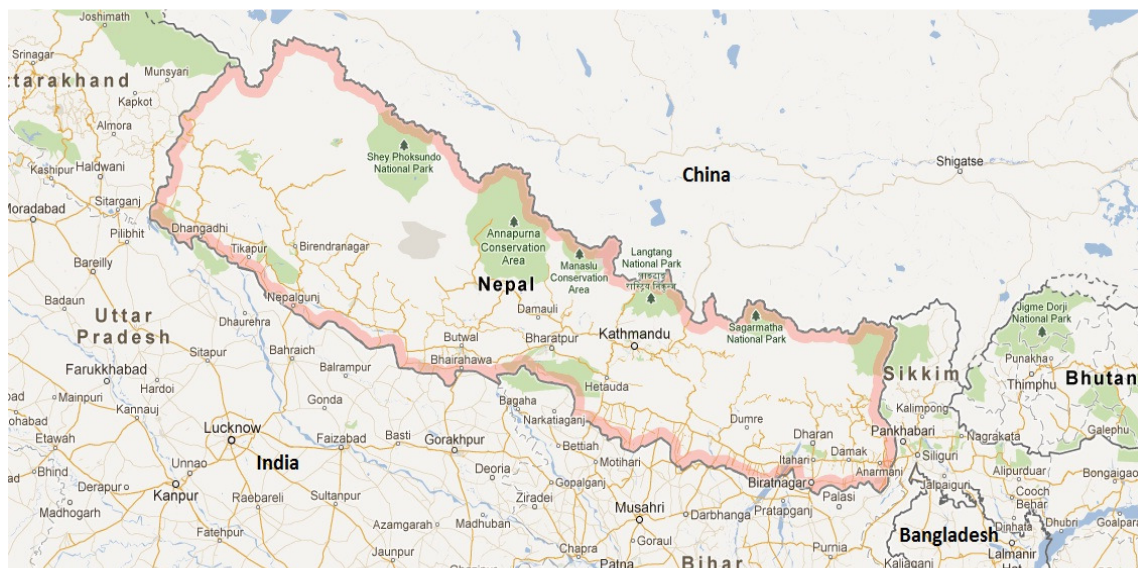 Joshimath
Srinagar
Munsyari
uttarakhand
Kapkot
Almora
Haldwani
Kashipur
Sitarganj
Moradabad
Pilibhit
Bareilly
Badaun
Uttar
Pradesh
Dhaurehra
Sitapur
Bahraich
Farukkhabad
Hardoi
Balrampur
Mainpuri
Kannauj
Gonda
Etawah
Lucknow
Faizabad
Basti
Gorakhpur
Bhind
Unnao
India
Derapur
Kanpur
Raebareli
Sultanpur
Madhogarh
Fatehpur
Azamgarh
Jaunpur
Shey Phoksundo
National Park
Dhangadhi
Tikapur
Birendranagar
Nepalgunj
Annapurna
Conservation
Area
Manaslu
Conservation
Area
Langtang
National Park
Nepal
Damauli
Kathmandu
Butwal
Bharatpur
Bhairahawa
Hetauda
Sagarmatha
National Park
China
Shigatse
Dumre
Dharan
Itahari
Damak
Anarmani
Biratnagar
Palasi
Bagaha
Narkatiaganj
Bettiah
Motihari
Deoria
Gopalganj
Ziradei
Musahri
Madhuban
Darbhanga
Pratapganj
Chapra
Goraul
Patna
Bihar
Purnia
Sikkim
Kalimpong
Pankhabari
Siliguri
Jalpaiguri
Nagrakata
Jigme Dorji
National Park
Punakha
Thimphu
Bhutan
Galephu
Alipurduar
Bongaigaon
Cooch
Behar
Dinhata
Dhubri
Goalpara
Bangladesh
Lalmanir
Hat
Kaliaganj